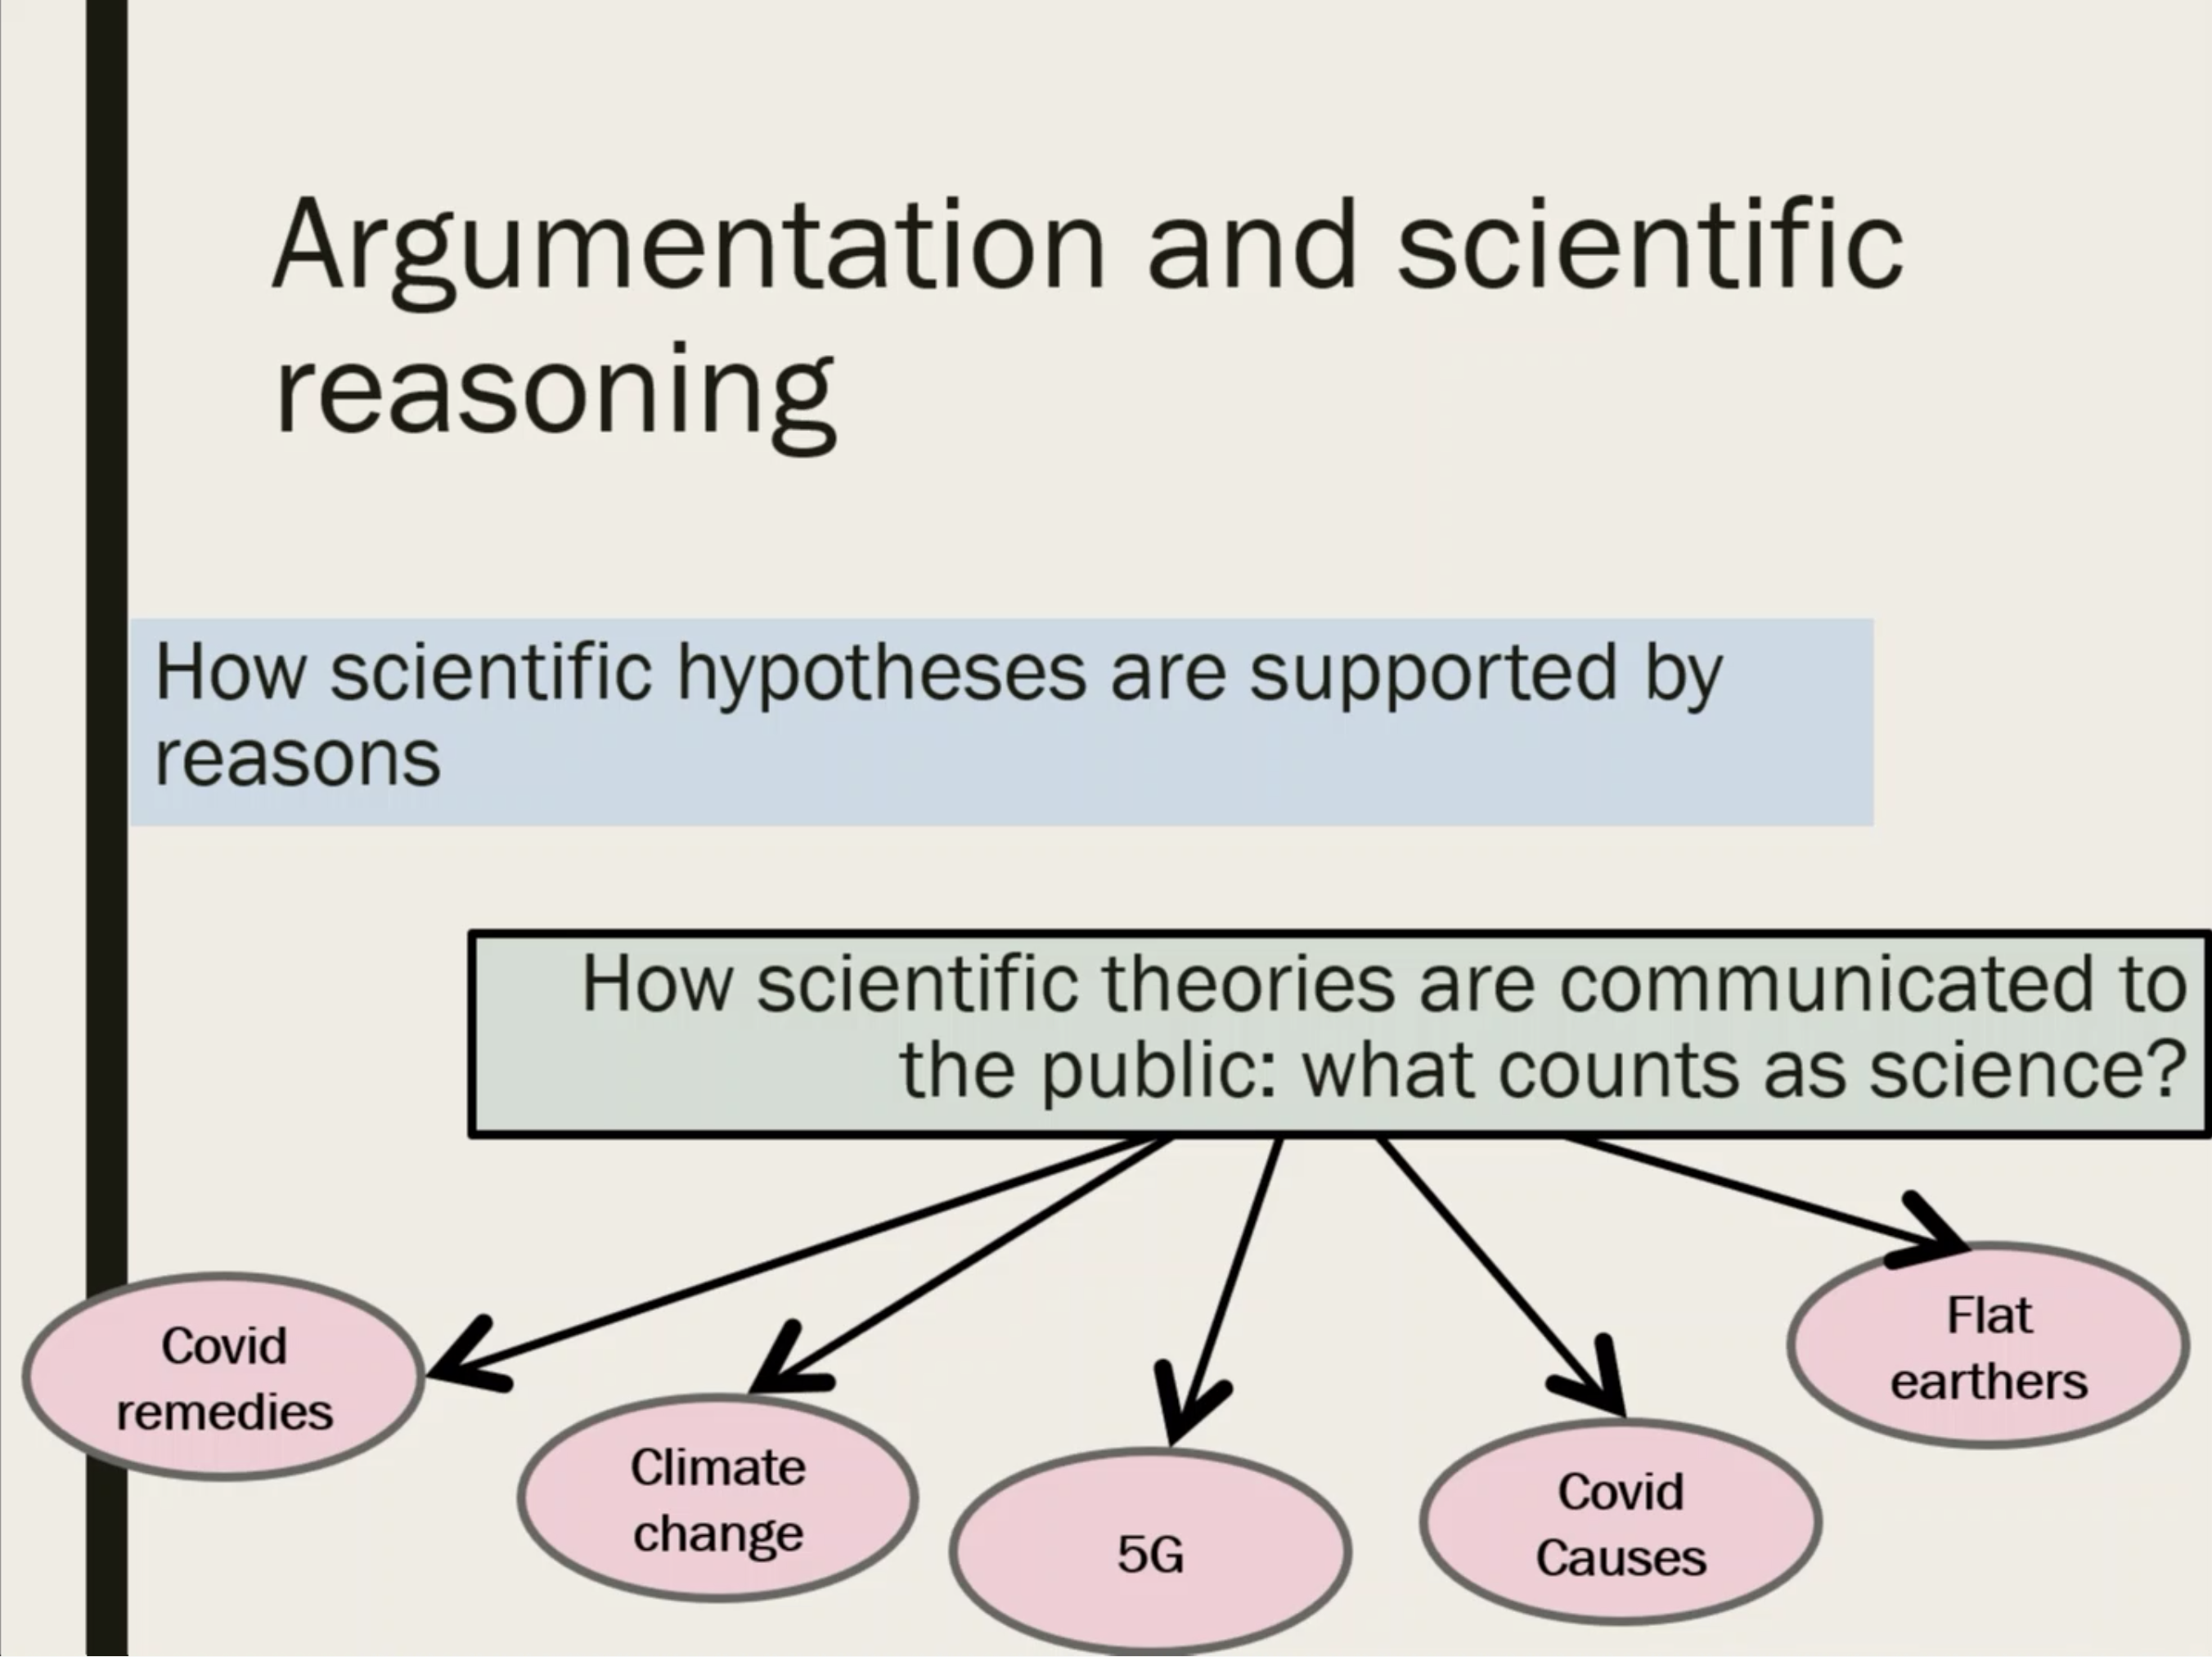 Argumentation and scientific
reasoning
How scientific hypotheses are supported by
reasons
How scientific theories are communicated to
the public: what counts as science?
Covid
remedies
Climate
change
5G
Covid
Causes
Flat
earthers